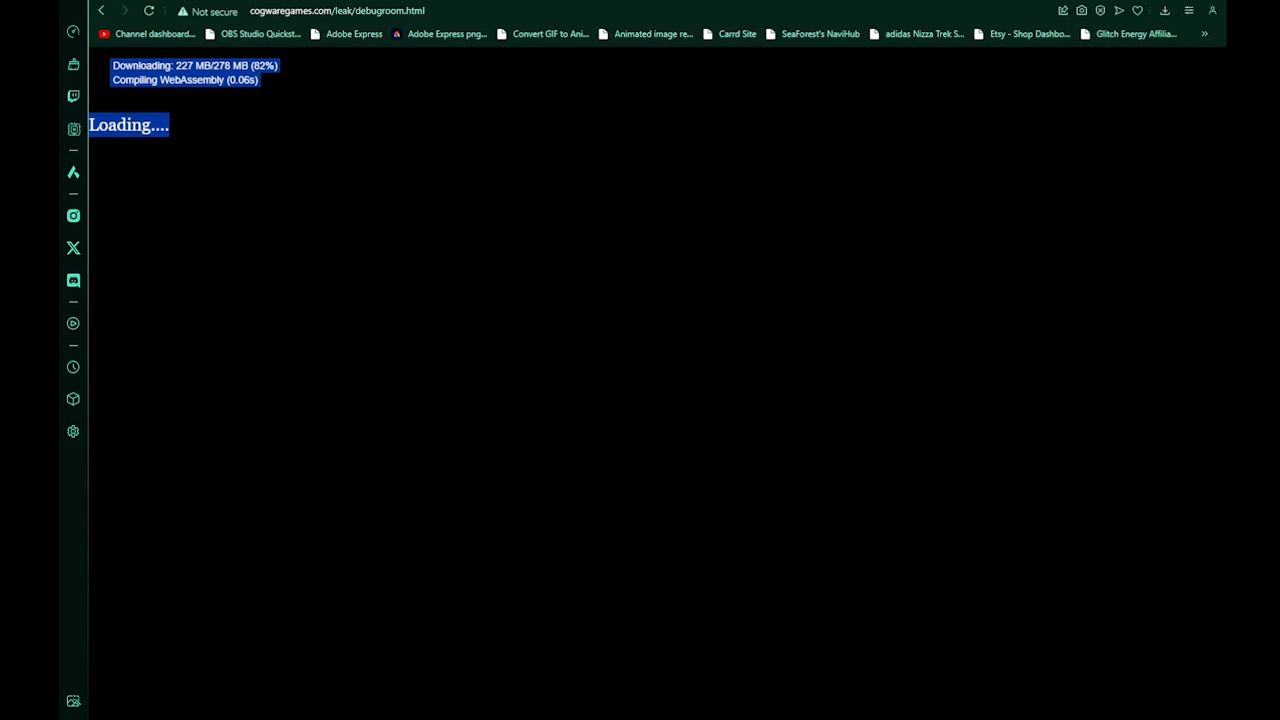 Not secure cogwaregames.com/leak/debugroom.html
Channel dashboard... OBS Studio Quickst... Adobe Express Adobe Express png... Convert GIF to Ani... Animated image re... Carrd Site SeaForest's NaviHub adidas Nizza Trek S... Etsy - Shop Dashbo... Glitch Energy Affilia... »
Downloading: 227 MB/278 MB (82%)
Compiling WebAssembly (0.06s)
Loading....